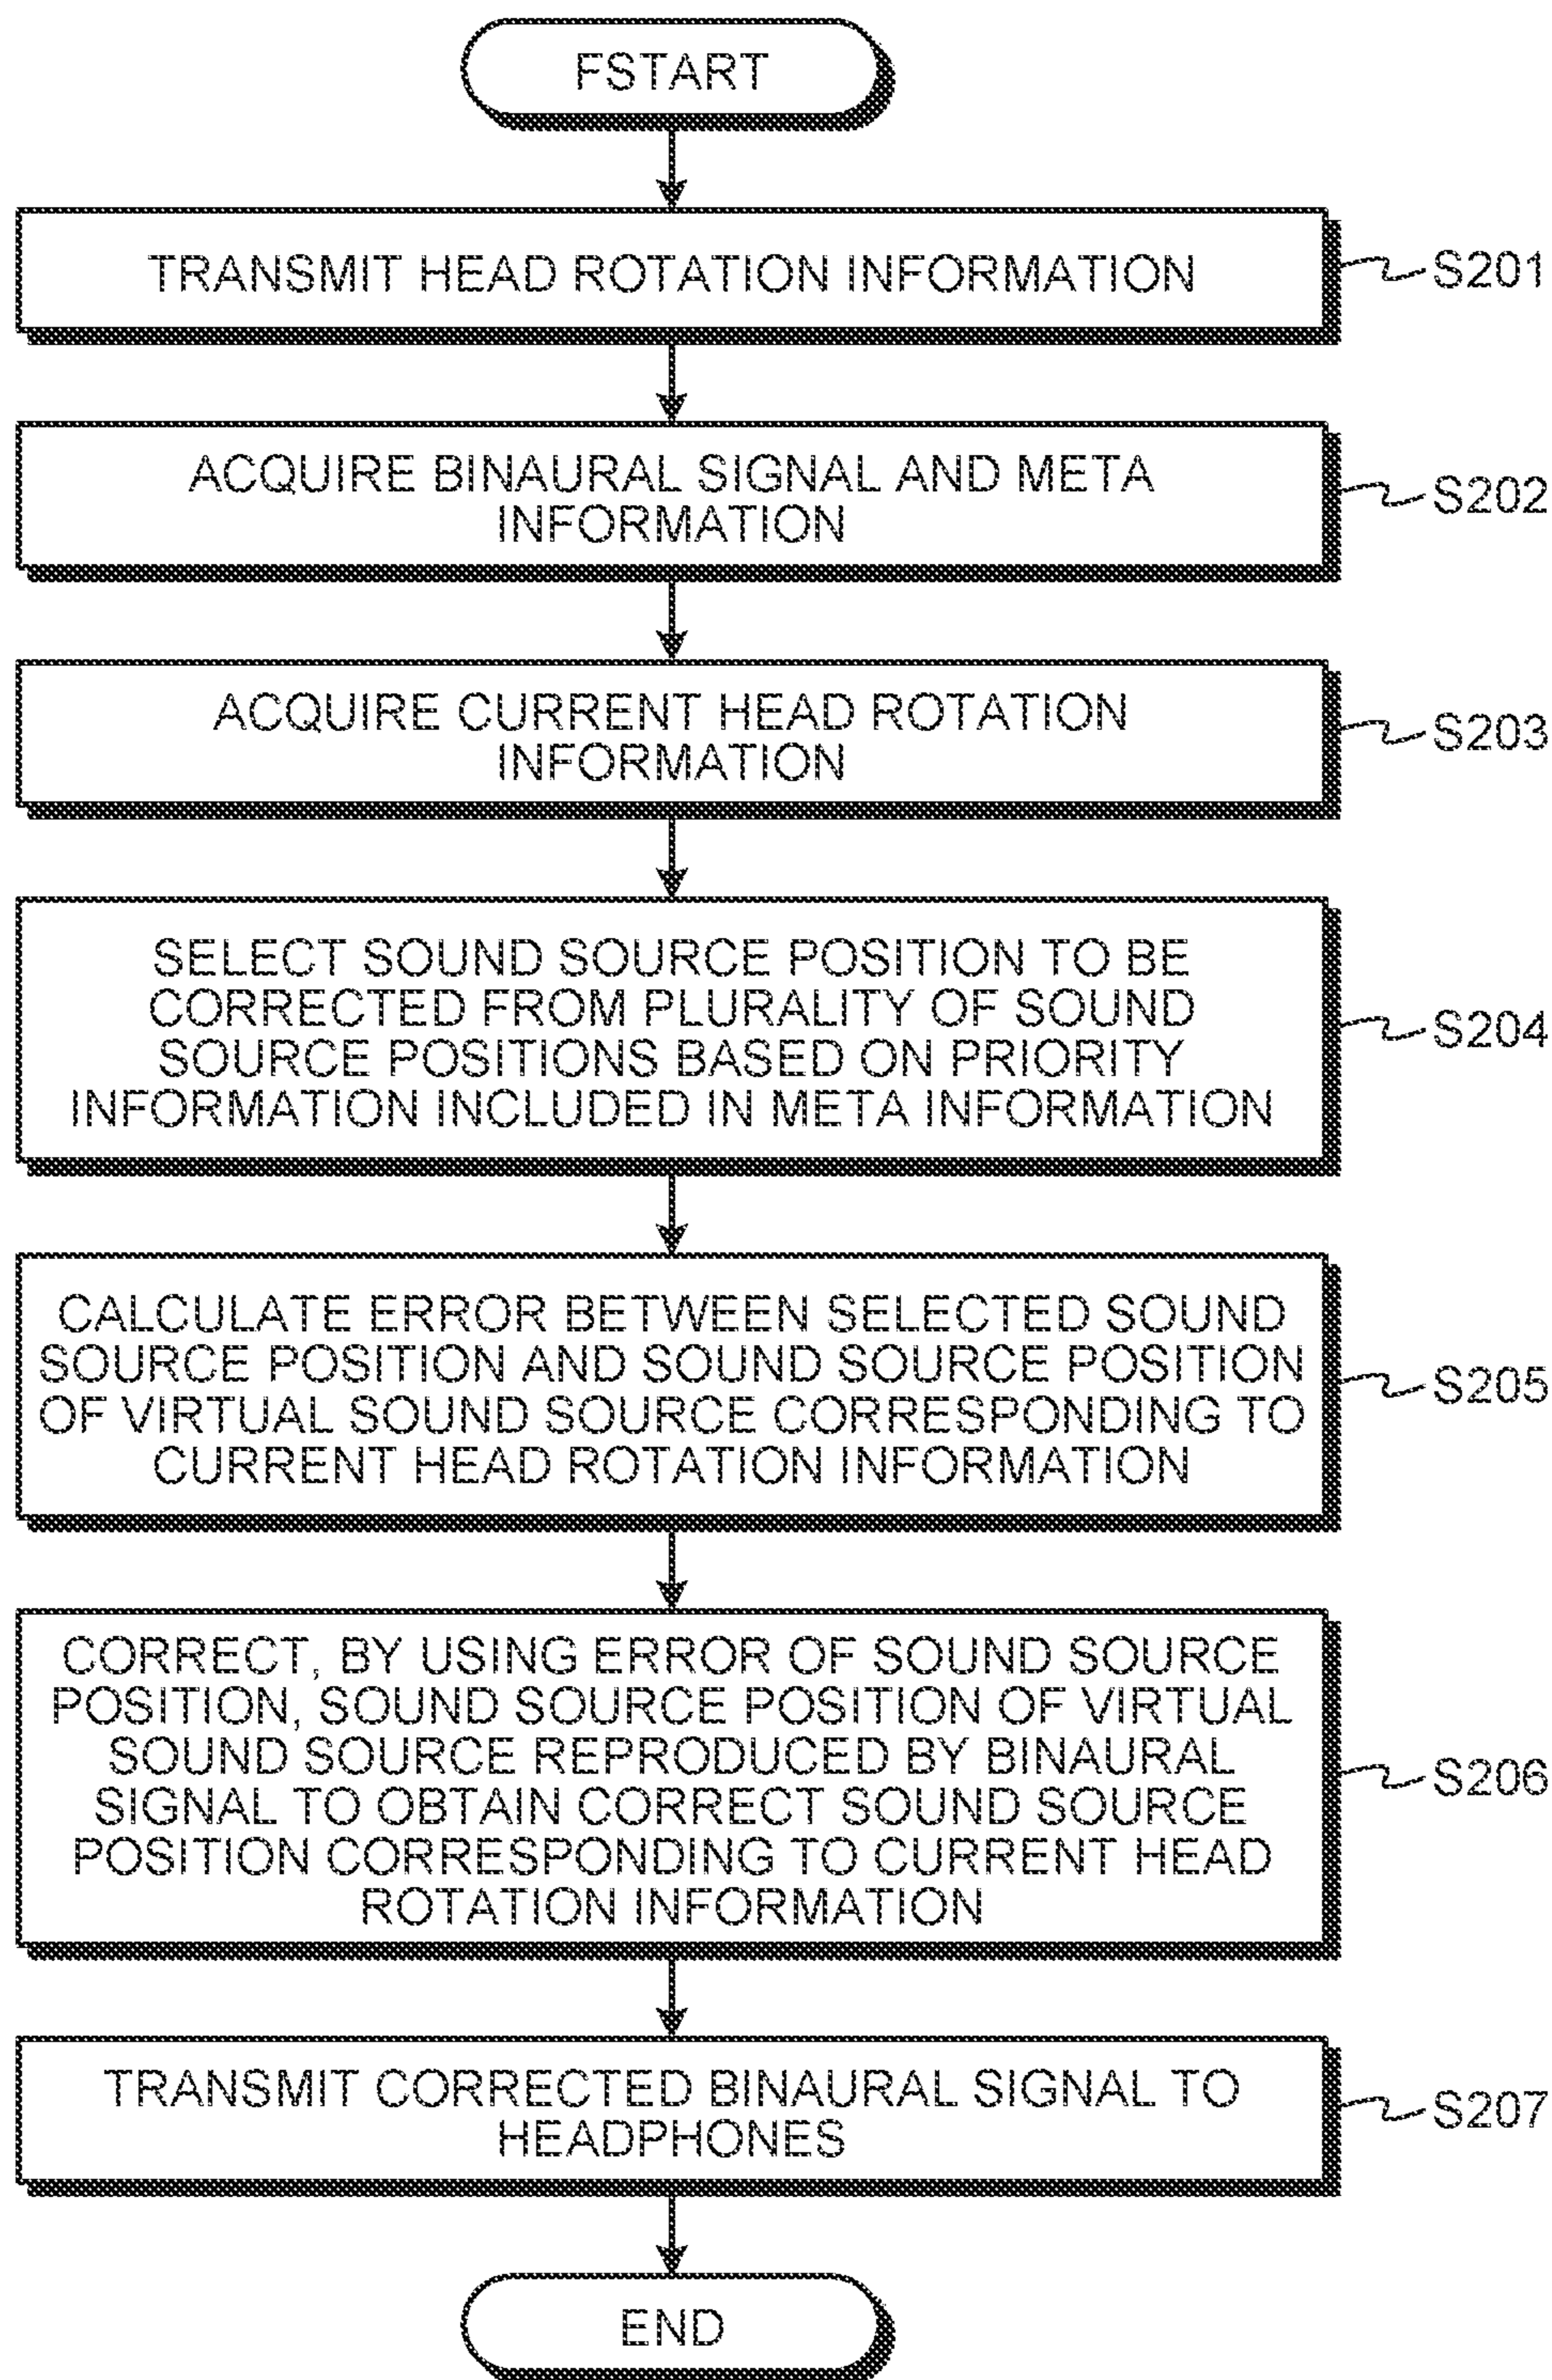 FSTART
TRANSMIT HEAD ROTATION INFORMATION
S201
ACQUIRE BINAURAL SIGNAL AND META
INFORMATION
S202
ACQUIRE CURRENT HEAD ROTATION
INFORMATION
S203
SELECT SOUND SOURCE POSITION TO BE
CORRECTED FROM PLURALITY OF SOUND
SOURCE POSITIONS BASED ON PRIORITY
INFORMATION INCLUDED IN META INFORMATION
S204
CALCULATE ERROR BETWEEN SELECTED SOUND
SOURCE POSITION AND SOUND SOURCE POSITION
OF VIRTUAL SOUND SOURCE CORRESPONDING TO
CURRENT HEAD ROTATION INFORMATION
S205
CORRECT, BY USING ERROR OF SOUND SOURCE
POSITION, SOUND SOURCE POSITION OF VIRTUAL
SOUND SOURCE REPRODUCED BY BINAURAL
SIGNAL TO OBTAIN CORRECT SOUND SOURCE
POSITION CORRESPONDING TO CURRENT HEAD
ROTATION INFORMATION
S206
TRANSMIT CORRECTED BINAURAL SIGNAL TO
HEADPHONES
S207
END